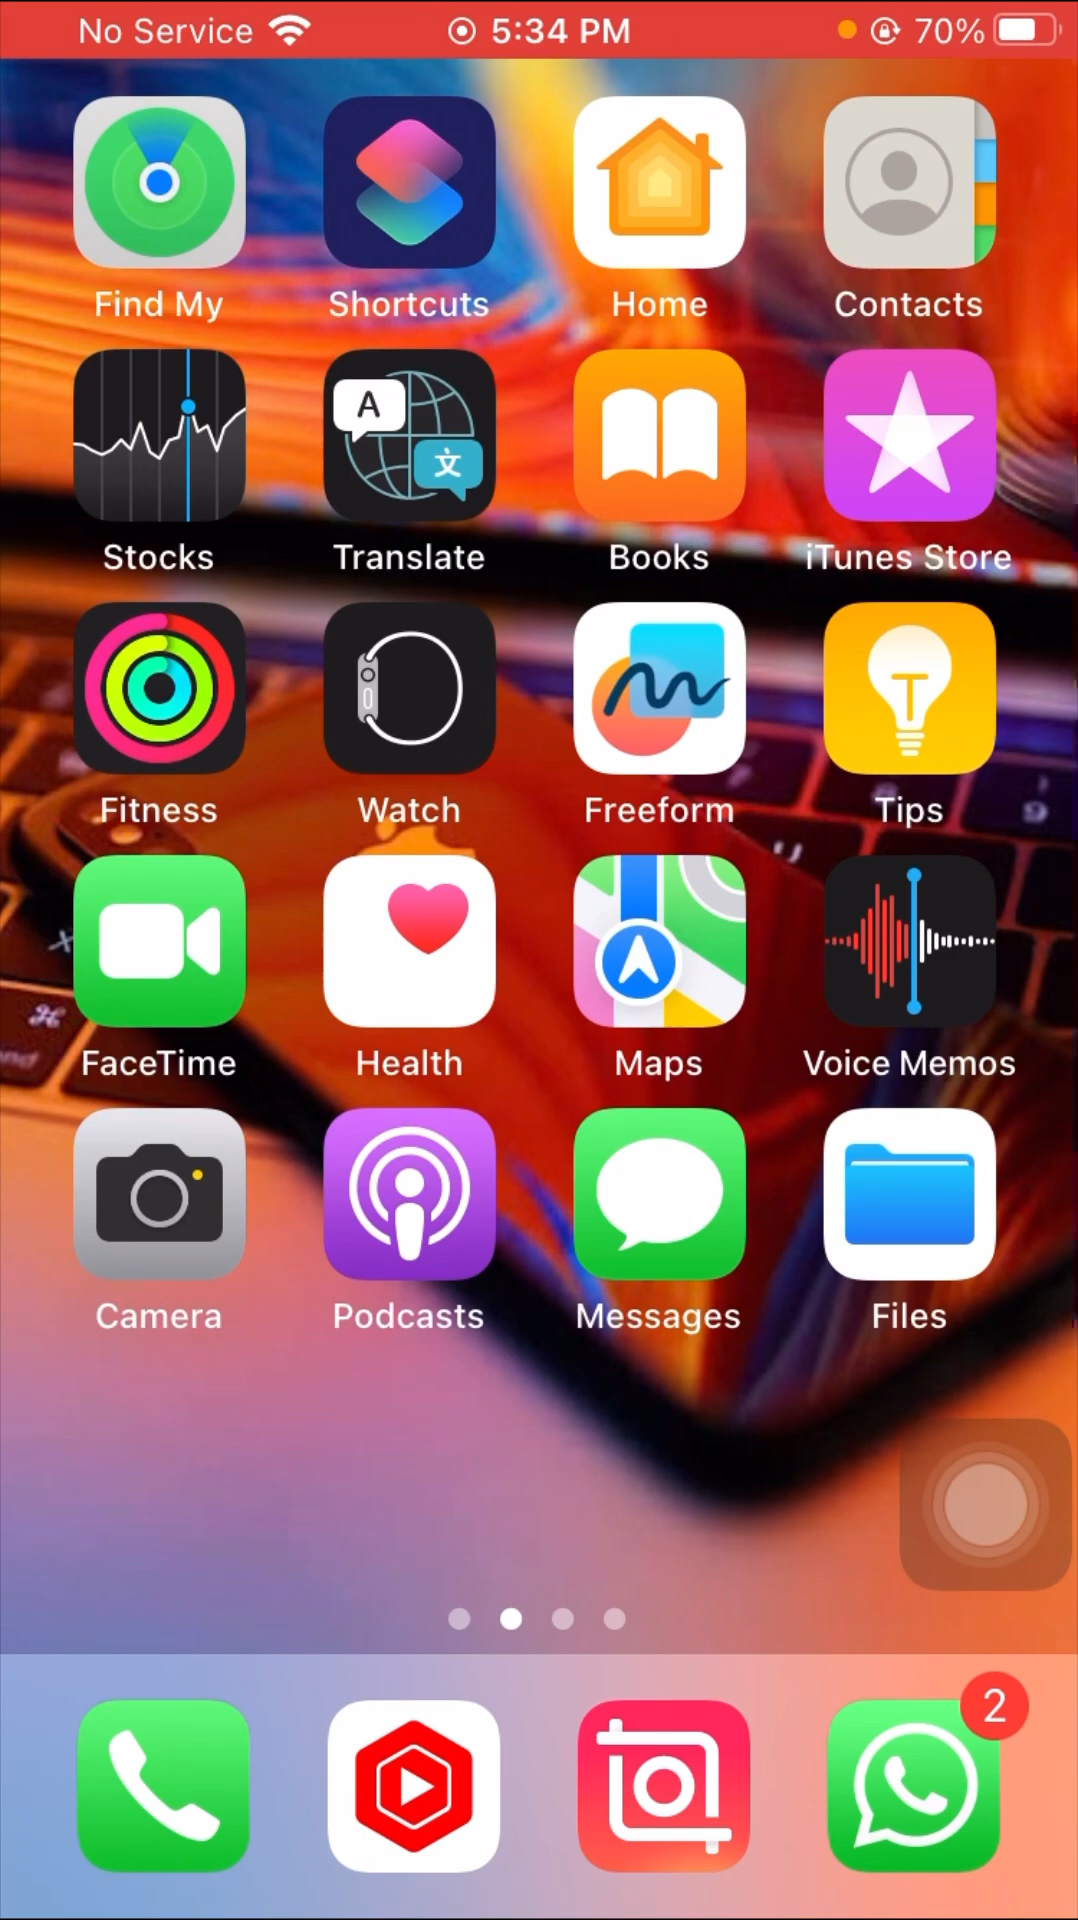 No Service 5:34 PM 70%
Find My Shortcuts Home Contacts
A 文
Stocks Translate Books iTunes Store
Fitness Watch Freeform Tips
FaceTime Health Maps Voice Memos
Camera Podcasts Messages Files
2